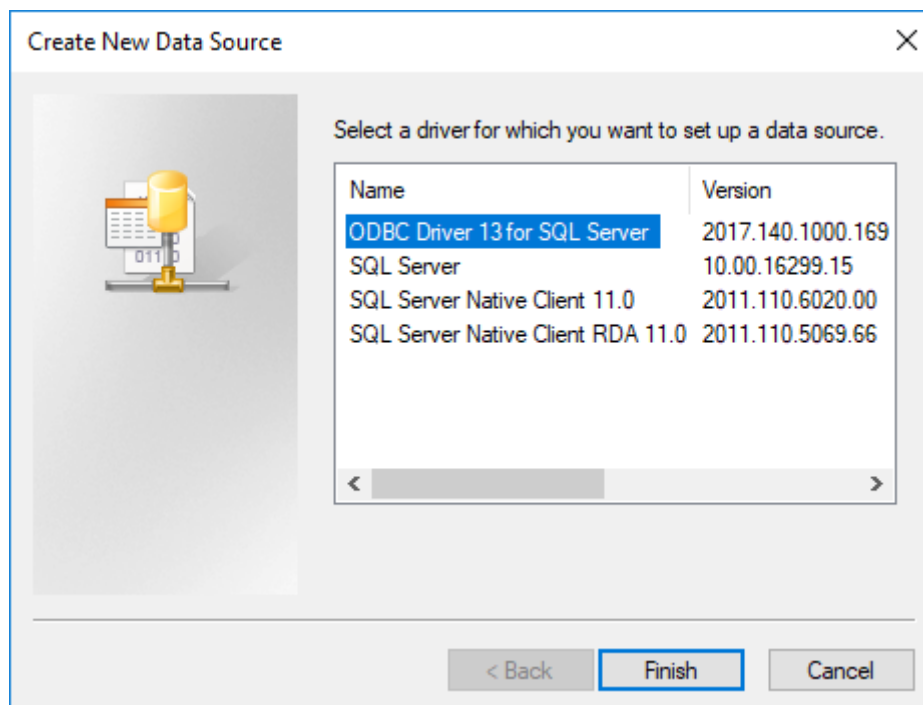 Create New Data Source
Select a driver for which you want to set up a data source.
Name Version
ODBC Driver 13 for SQL Server 2017.140.1000.169
SQL Server 10.00.16299.15
SQL Server Native Client 11.0 2011.110.6020.00
SQL Server Native Client RDA 11.0 2011.110.5069.66
< Back Finish Cancel